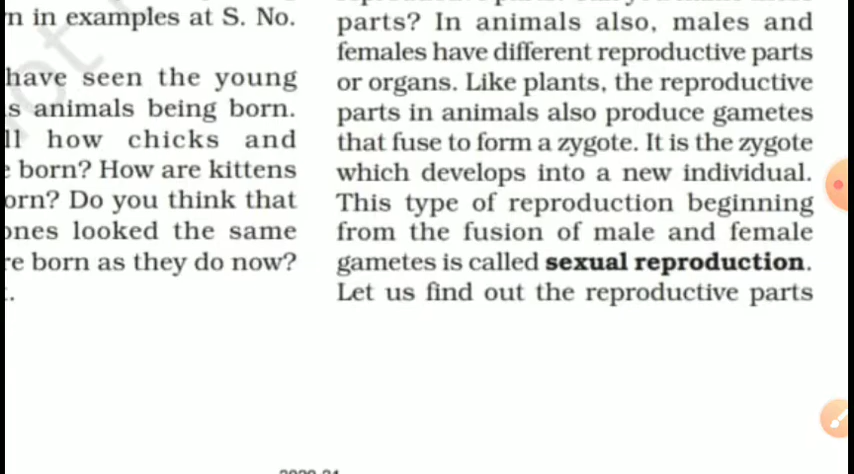 n in examples at S. No.
have seen the young
s animals being born.
ll how chicks and
e born? How are kittens
orn? Do you think that
ones looked the same
re born as they do now?
parts? In animals also, males and
females have different reproductive parts
or organs. Like plants, the reproductive
parts in animals also produce gametes
that fuse to form a zygote. It is the zygote
which develops into a new individual.
This type of reproduction beginning
from the fusion of male and female
gametes is called sexual reproduction.
Let us find out the reproductive parts